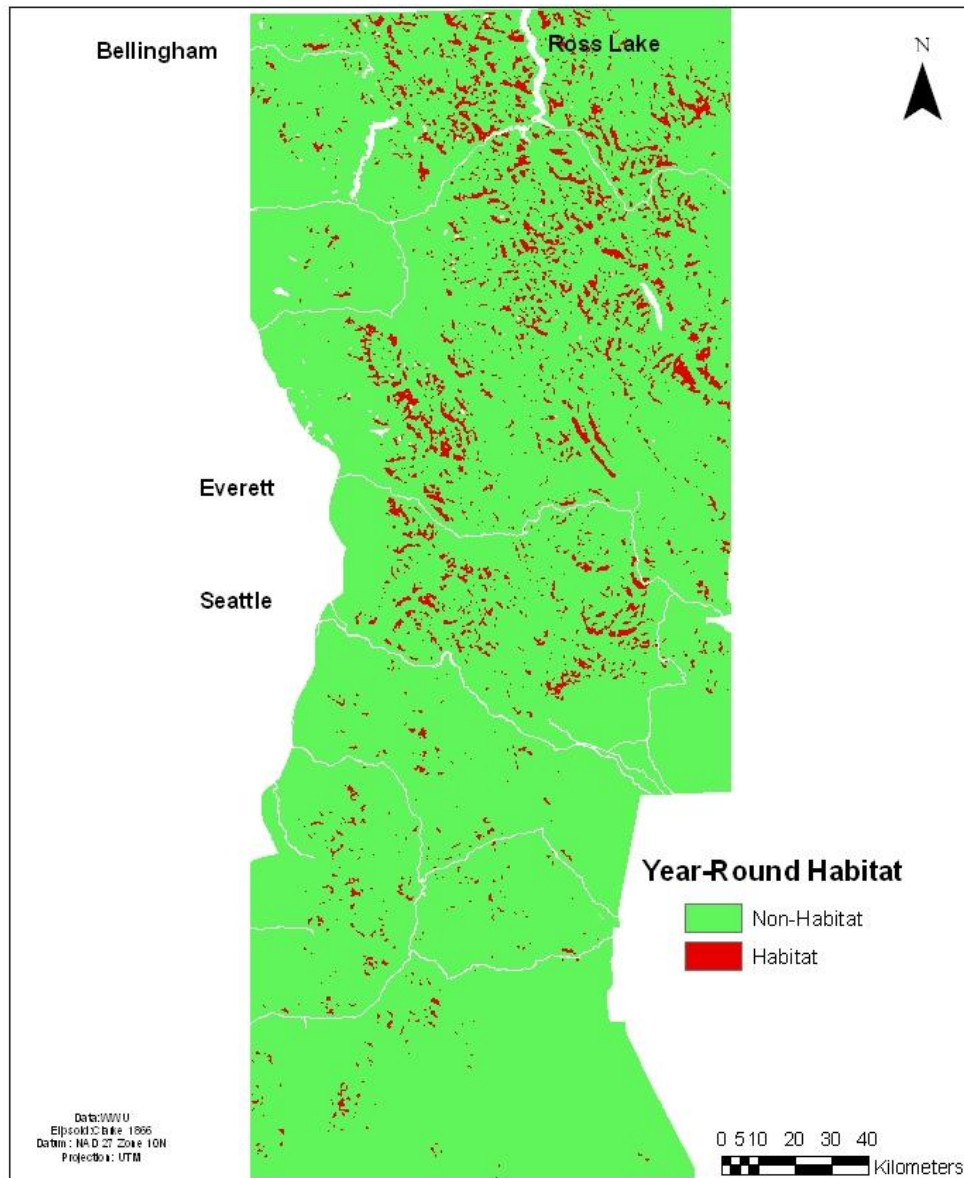 Bellingham
Ross Lake
N
Everett
Seattle
Year-Round Habitat
Non-Habitat
Habitat
Data:WWU
Elipsoid:Clarke 1866
Datum : NAD 27 Zone 10N
Projection: UTM
0 5 10 20 30 40
Kilometers